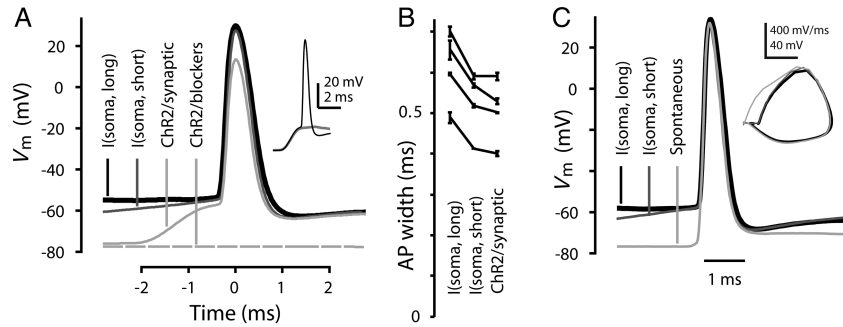 A
20
0
-20
-40
-60
-80
Vm (mV)
I(soma, long)
I(soma, short)
ChR2/synaptic
ChR2/blockers
20 mV
2 ms
-2
-1
0
1
2
Time (ms)
B
0.5
0
AP width (ms)
I(soma, long)
I(soma, short)
ChR2/synaptic
C
20
0
-20
-40
-60
-80
Vm (mV)
I(soma, long)
I(soma, short)
Spontaneous
400 mV/ms
40 mV
1 ms